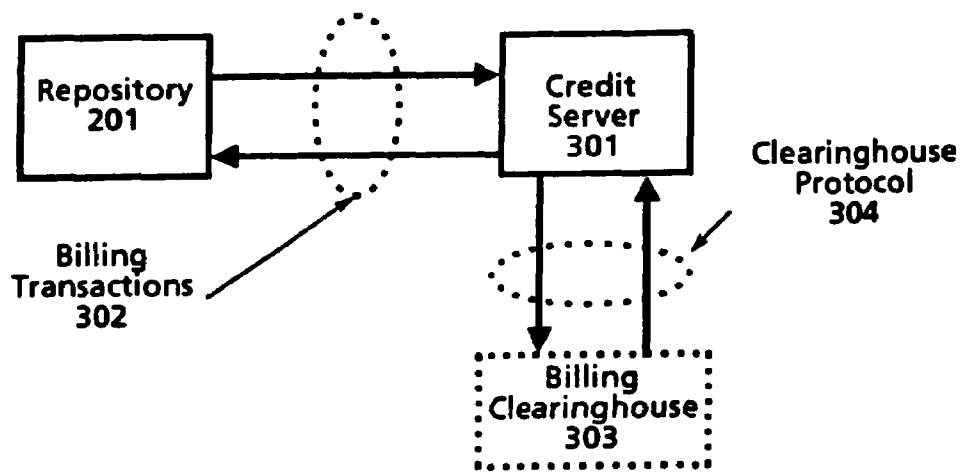 Repository
201
Credit
Server
301
Clearinghouse
Protocol
304
Billing
Transactions
302
Billing
Clearinghouse
303